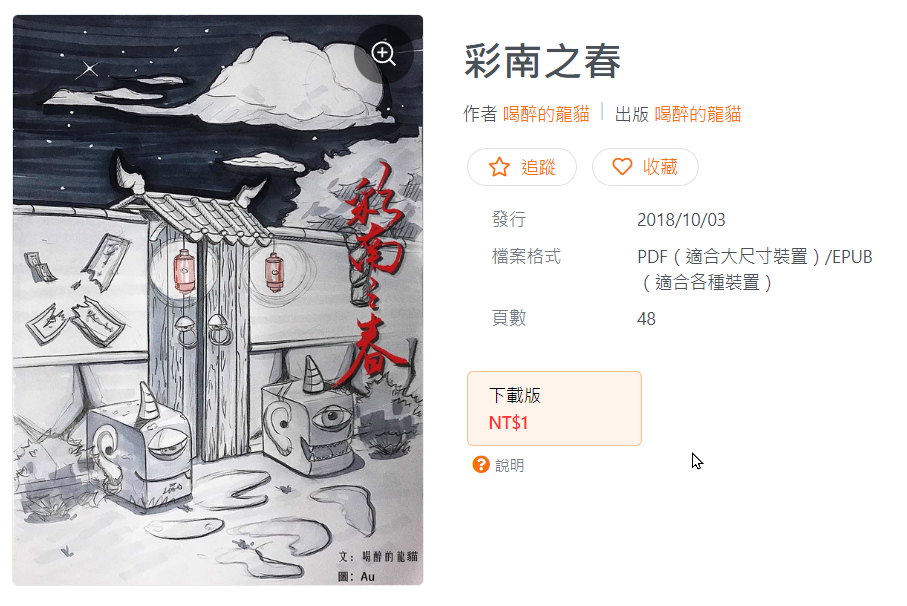 彩南之春
文：喝醉的龍貓
圖：Au
彩南之春
作者 喝醉的龍貓 | 出版 喝醉的龍貓
追蹤
收藏
發行 2018/10/03
檔案格式 PDF（適合大尺寸裝置）/EPUB
（適合各種裝置）
頁數 48
下載版
NT$1
說明